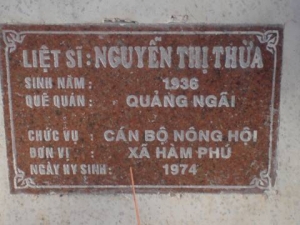 LIỆT SĨ : NGUYỄN THỊ THỪA
SINH NĂM : 1936
QUÊ QUÁN : QUẢNG NGÃI
CHỨC VỤ : CÁN BỘ NÔNG HỘI
ĐƠN VỊ : XÃ HÀM PHÚ
NGÀY HY SINH : 1974